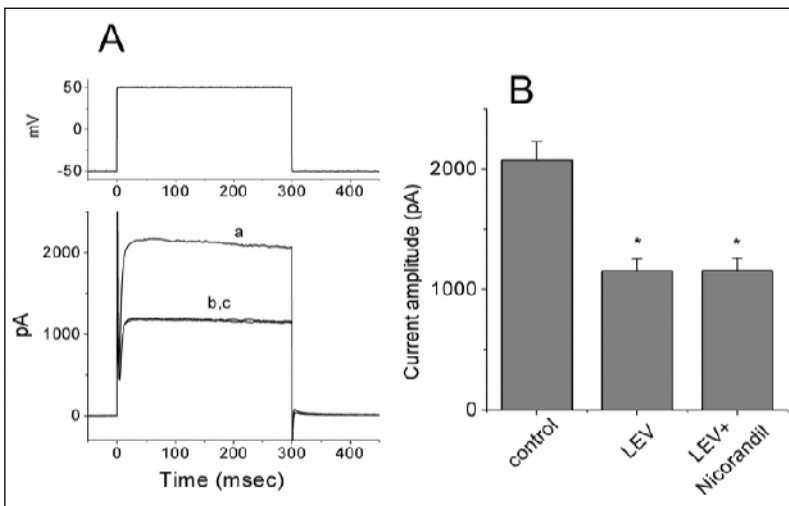 A
50
0
-50
mV
0 100 200 300 400
a
b,c
2000
1000
0
pA
0 100 200 300 400
Time (msec)
B
2000
1000
0
Current amplitude (pA)
* *
control
LEV
LEV+
Nicorandil